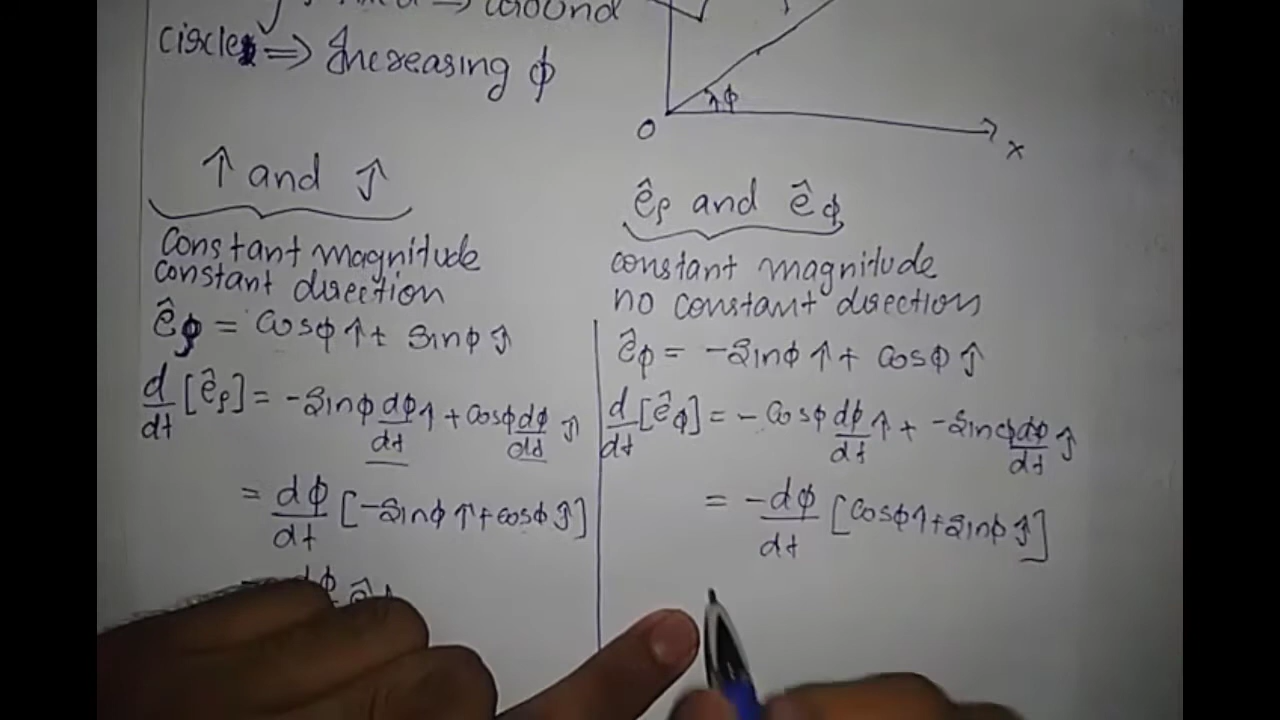 circle => Increasing ϕ
O
ϕ
x
î and ĵ
constant magnitude
constant direction
ê_ρ = cosϕ î + sinϕ ĵ
d/dt [ê_ρ] = -sinϕ dϕ/dt î + cosϕ dϕ/dt ĵ
= dϕ/dt [-sinϕ î + cosϕ ĵ]
ê_ρ and ê_ϕ
constant magnitude
no constant direction
ê_ϕ = -sinϕ î + cosϕ ĵ
d/dt [ê_ϕ] = -cosϕ dϕ/dt î + -sinϕ dϕ/dt ĵ
= -dϕ/dt [cosϕ î + sinϕ ĵ]